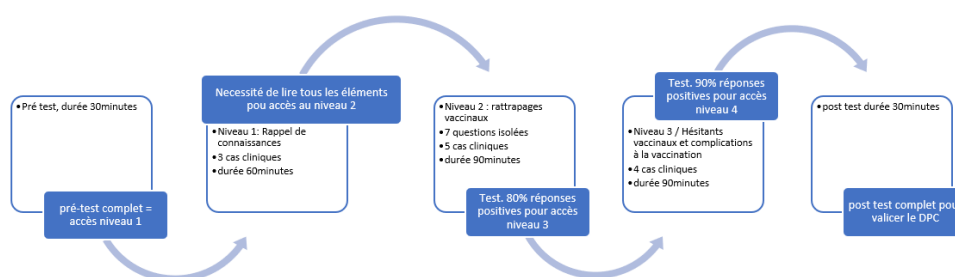 •Pré test, durée 30minutes
pré-test complet =
accès niveau 1
Necessité de lire tous les éléments
pou accès au niveau 2
•Niveau 1: Rappel de
connaissances
•3 cas cliniques
•durée 60minutes
•Niveau 2 : rattrapages
vaccinaux
•7 questions isolées
•5 cas cliniques
•durée 90minutes
Test. 80% réponses
positives pour accès
niveau 3
Test. 90% réponses
positives pour accès
niveau 4
•Niveau 3 / Hésitants
vaccinaux et complications
à la vaccination
•4 cas cliniques
•durée 90minutes
•post test durée 30minutes
post test complet pou
valicer le DPC